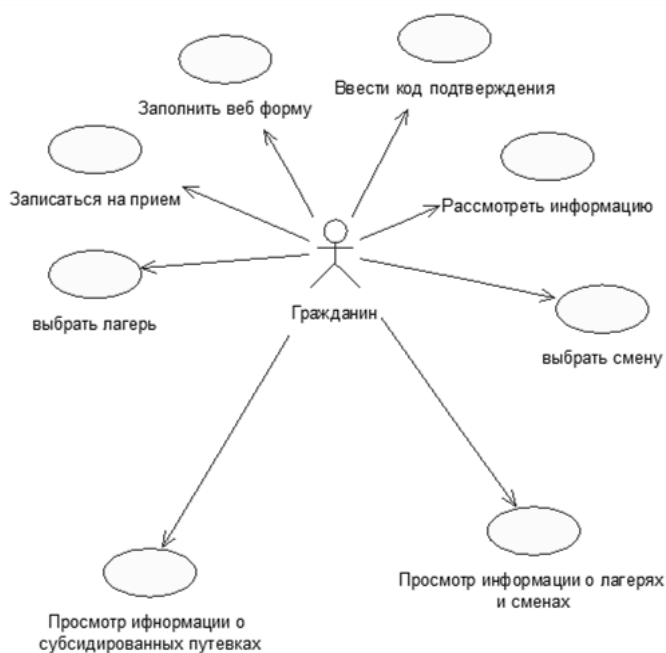 Ввести код подтверждения
Заполнить веб форму
Записаться на прием
Рассмотреть информацию
Гражданин
выбрать лагерь
выбрать смену
Просмотр информации о лагерях
и сменах
Просмотр ифнормации о
субсидированных путевках